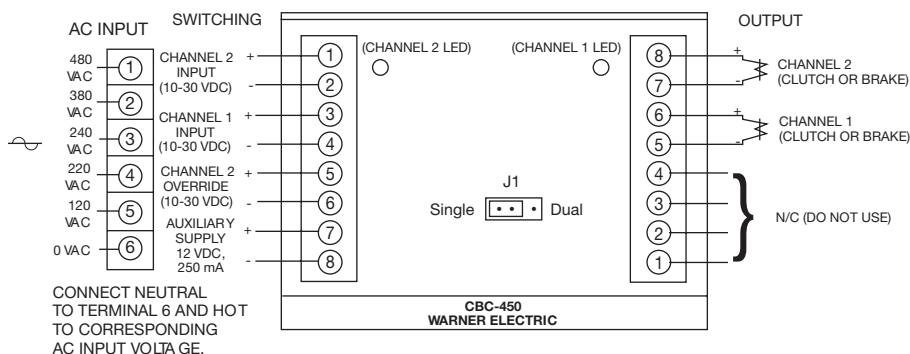 AC INPUT
480
VAC
1
380
VAC
2
240
VAC
3
220
VAC
4
120
VAC
5
0 VAC
6
CONNECT NEUTRAL
TO TERMINAL 6 AND HOT
TO CORRESPONDING
AC INPUT VOLTAGE.
SWITCHING
CHANNEL 2
INPUT
(10-30 VDC)
+ 1
- 2
CHANNEL 1
INPUT
(10-30 VDC)
+ 3
- 4
CHANNEL 2
OVERRIDE
(10-30 VDC)
+ 5
- 6
AUXILIARY
SUPPLY
12 VDC,
250 mA
+ 7
- 8
(CHANNEL 2 LED)
(CHANNEL 1 LED)
J1
Single
Dual
CBC-450
WARNER ELECTRIC
OUTPUT
8 +
7 -
CHANNEL 2
(CLUTCH OR BRAKE)
6 +
5 -
CHANNEL 1
(CLUTCH OR BRAKE)
4
3
2
1
N/C (DO NOT USE)